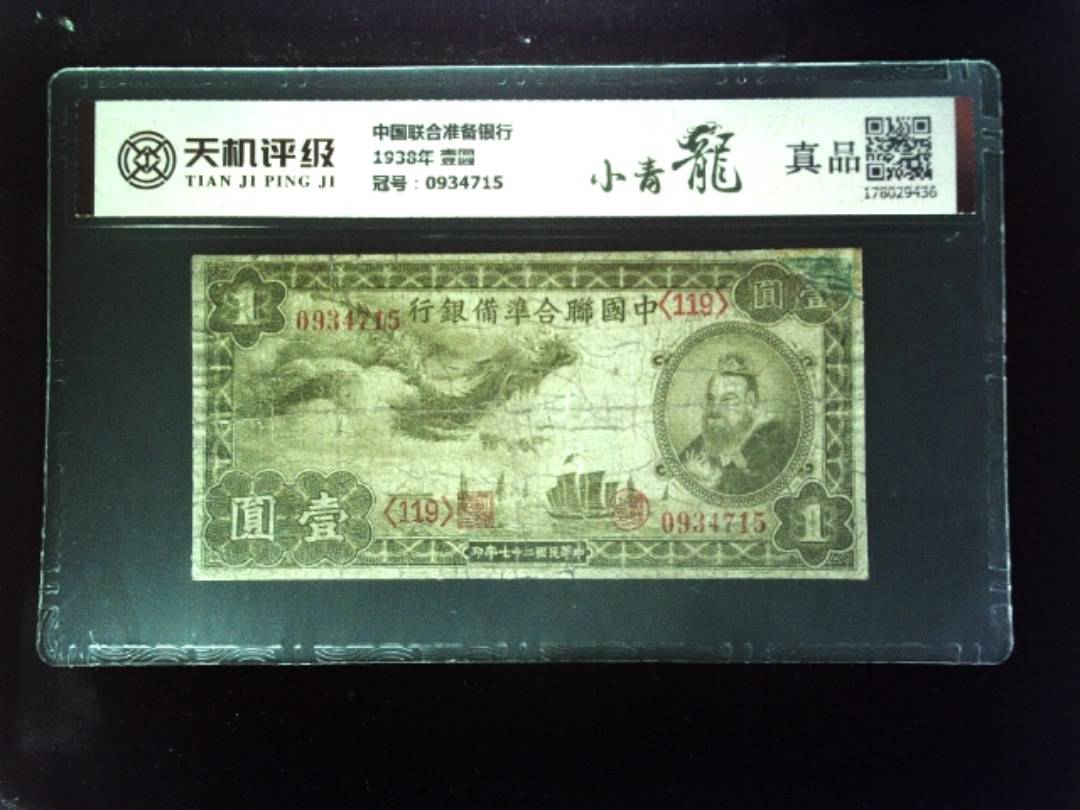 天机评级
TIAN JI PING JI
中国联合准备银行
1938年 壹圆
冠号：0934715
小青龍
真品
178029436
1
0934715
行銀備準合聯國中
〈119〉
圓壹
圓壹
〈119〉
0934715
1
印年七十二國民華中